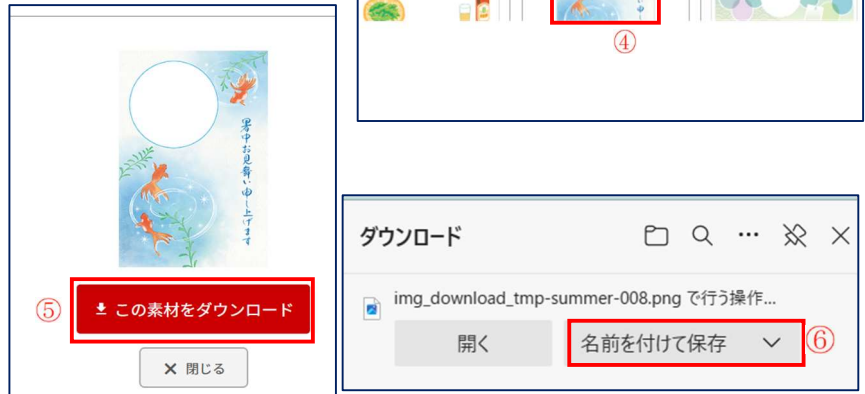 ④
暑中お見舞い申し上げます
⑤
この素材をダウンロード
× 閉じる
ダウンロード
img_download_tmp-summer-008.png で行う操作...
開く
名前を付けて保存
⑥